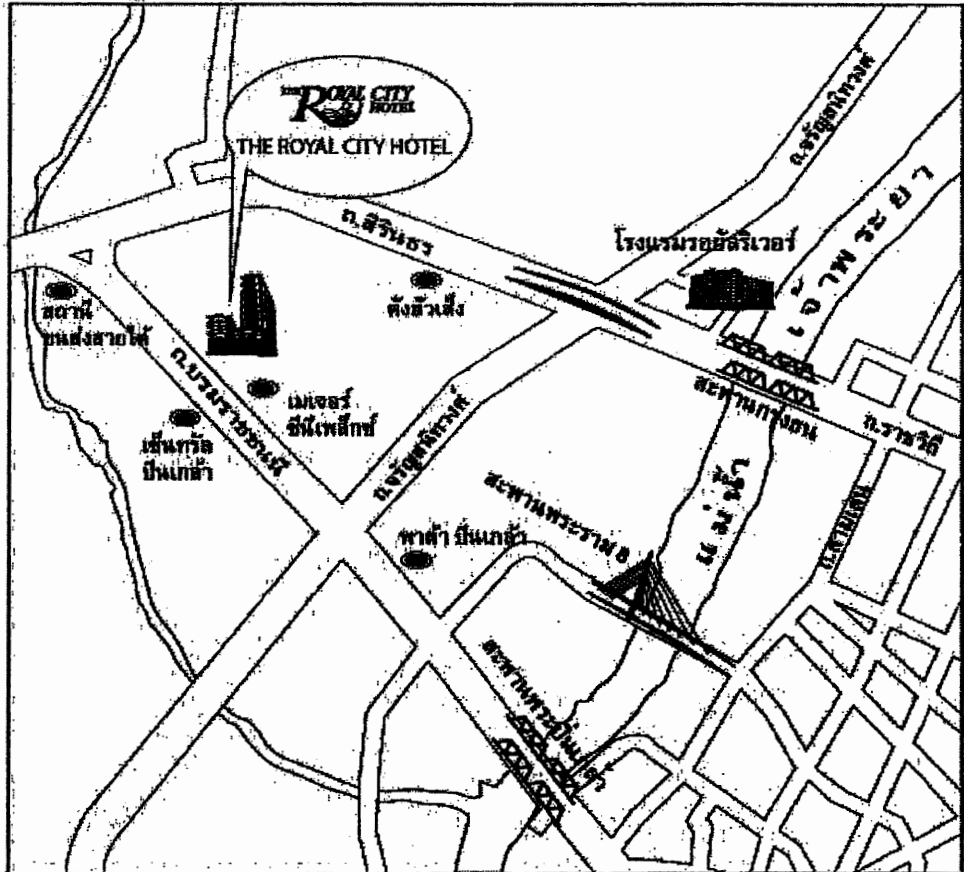 THE ROYAL CITY
HOTEL
THE ROYAL CITY HOTEL
ถ.จรัญสนิทวงศ์
ถ.สิรินธร
โรงแรมรอยัลริเวอร์
เจ้าพระยา
ตั้งฮั่วเส็ง
สถานี
ขนส่งสายใต้
ถ.บรมราชชนนี
เมเจอร์
ซีนีเพล็กซ์
เซ็นทรัล
ปิ่นเกล้า
ถ.จรัญสนิทวงศ์
สะพานกรุงธน
ถ.ราชวิถี
สะพานพระราม 8
แม่น้ำ
ถ.สามเสน
พาต้า ปิ่นเกล้า
สะพานพระปิ่นเกล้า